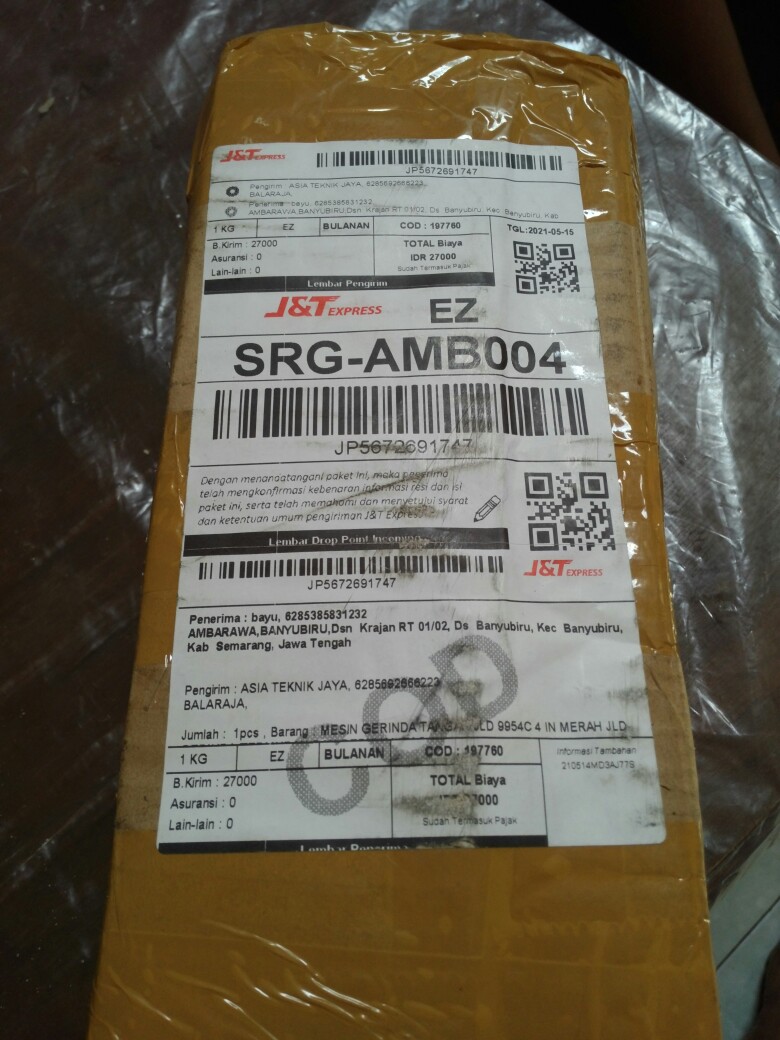 J&T EXPRESS
JP5672691747
Pengirim : ASIA TEKNIK JAYA, 6285692666223,
BALARAJA,
Penerima : bayu, 6285385831232
AMBARAWA,BANYUBIRU,Dsn Krajan RT 01/02, Ds Banyubiru, Kec Banyubiru, Kab
1 KG EZ BULANAN COD : 197760 TGL:2021-05-15
B.Kirim : 27000 TOTAL Biaya
Asuransi : 0 IDR 27000
Lain-lain : 0 Sudah Termasuk Pajak
Lembar Pengirim
J&T EXPRESS EZ
SRG-AMB004
JP5672691747
Dengan menandatangani paket ini, maka penerima
telah mengkonfirmasi kebenaran informasi resi dan isi
paket ini, serta telah memahami dan menyetujui syarat
dan ketentuan umum pengiriman J&T Express.
Lembar Drop Point Incoming
JP5672691747
J&T EXPRESS
Penerima : bayu, 6285385831232
AMBARAWA,BANYUBIRU,Dsn Krajan RT 01/02, Ds Banyubiru, Kec Banyubiru,
Kab Semarang, Jawa Tengah
Pengirim : ASIA TEKNIK JAYA, 6285692666223
BALARAJA,
COD
Jumlah : 1pcs , Barang : MESIN GERINDA JLD 9954C 4 IN MERAH JLD
1 KG EZ BULANAN COD : 197760 Informasi Tambahan
210514MD3AJT7S
B.Kirim : 27000 TOTAL Biaya
Asuransi : 0
Lain-lain : 0 Sudah Termasuk Pajak
Lembar Penerima